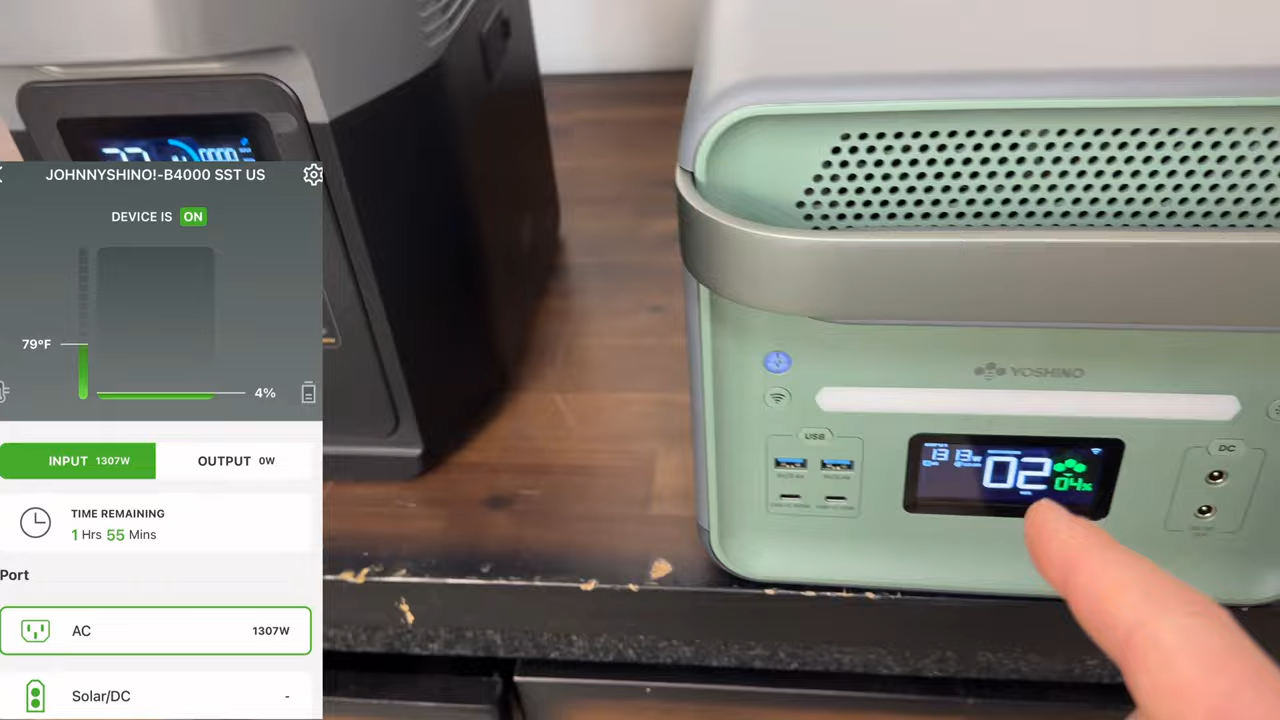 JOHNNYSHINO!-B4000 SST US
DEVICE IS ON
79°F
4%
INPUT 1307W
OUTPUT 0W
TIME REMAINING
1 Hrs 55 Mins
Port
AC 1307W
Solar/DC -
YOSHINO
USB
DC
1313W
02
04%